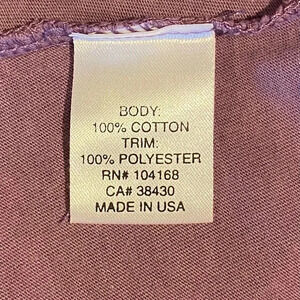 BODY:
100% COTTON
TRIM:
100% POLYESTER
RN# 104168
CA# 38430
MADE IN USA